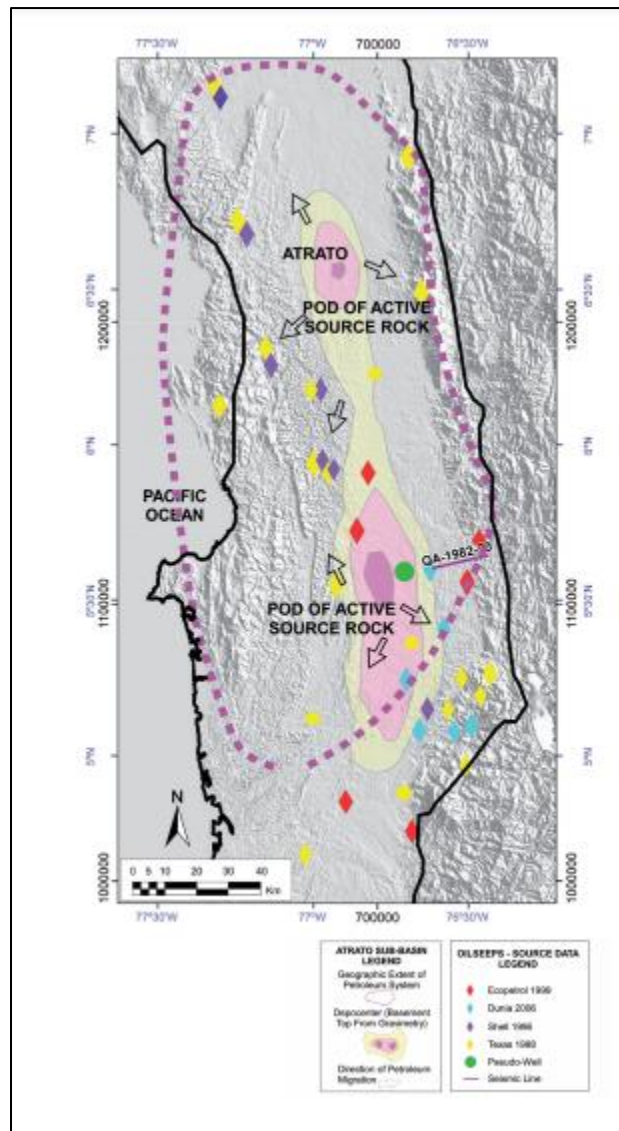 77°30'W
77°W
700000
76°30'W
7°N
7°N
ATRATO
6°30'N
6°30'N
POD OF ACTIVE
SOURCE ROCK
1200000
1200000
6°N
6°N
PACIFIC
OCEAN
5°30'N
5°30'N
POD OF ACTIVE
SOURCE ROCK
1100000
1100000
5°N
5°N
N
0 5 10 20 30 40
Km
1000000
1000000
77°30'W
77°W
700000
76°30'W
ATRATO SUB-BASIN
LEGEND
Geographic Extent of
Petroleum System
Depocenter (Basement
Top From Gravimetry)
Direction of Petroleum
Migration
OILSEEPS - SOURCE DATA
LEGEND
Ecopetrol 1999
Dunia 2006
Shell
Texas
Pseudo-Well
Seismic Line